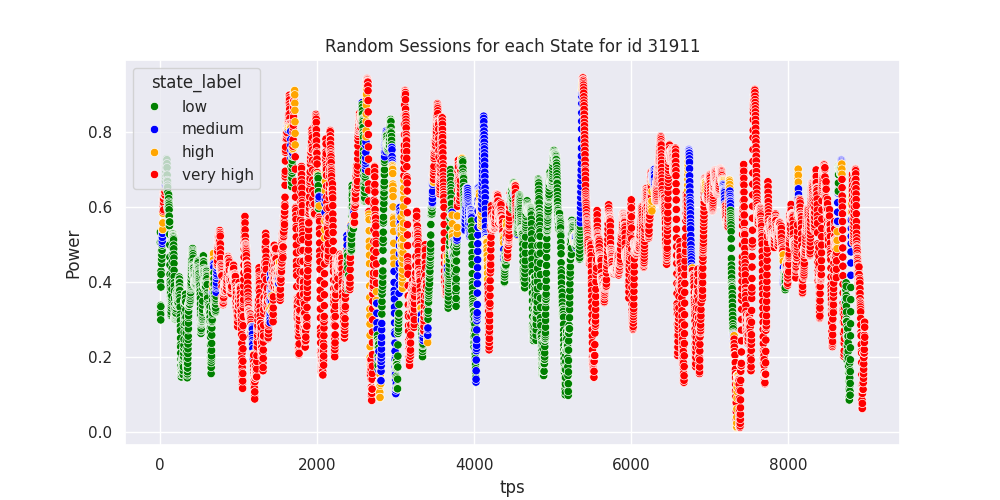 Random Sessions for each State for id 31911
state_label
low
medium
high
very high
Power
0.8
0.6
0.4
0.2
0.0
0
2000
4000
6000
8000
tps